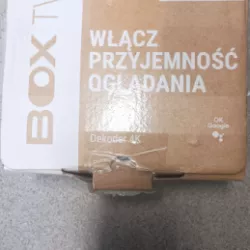 BOX TV
WŁĄCZ
PRZYJEMNOŚĆ
OGLĄDANIA
Dekoder 4K